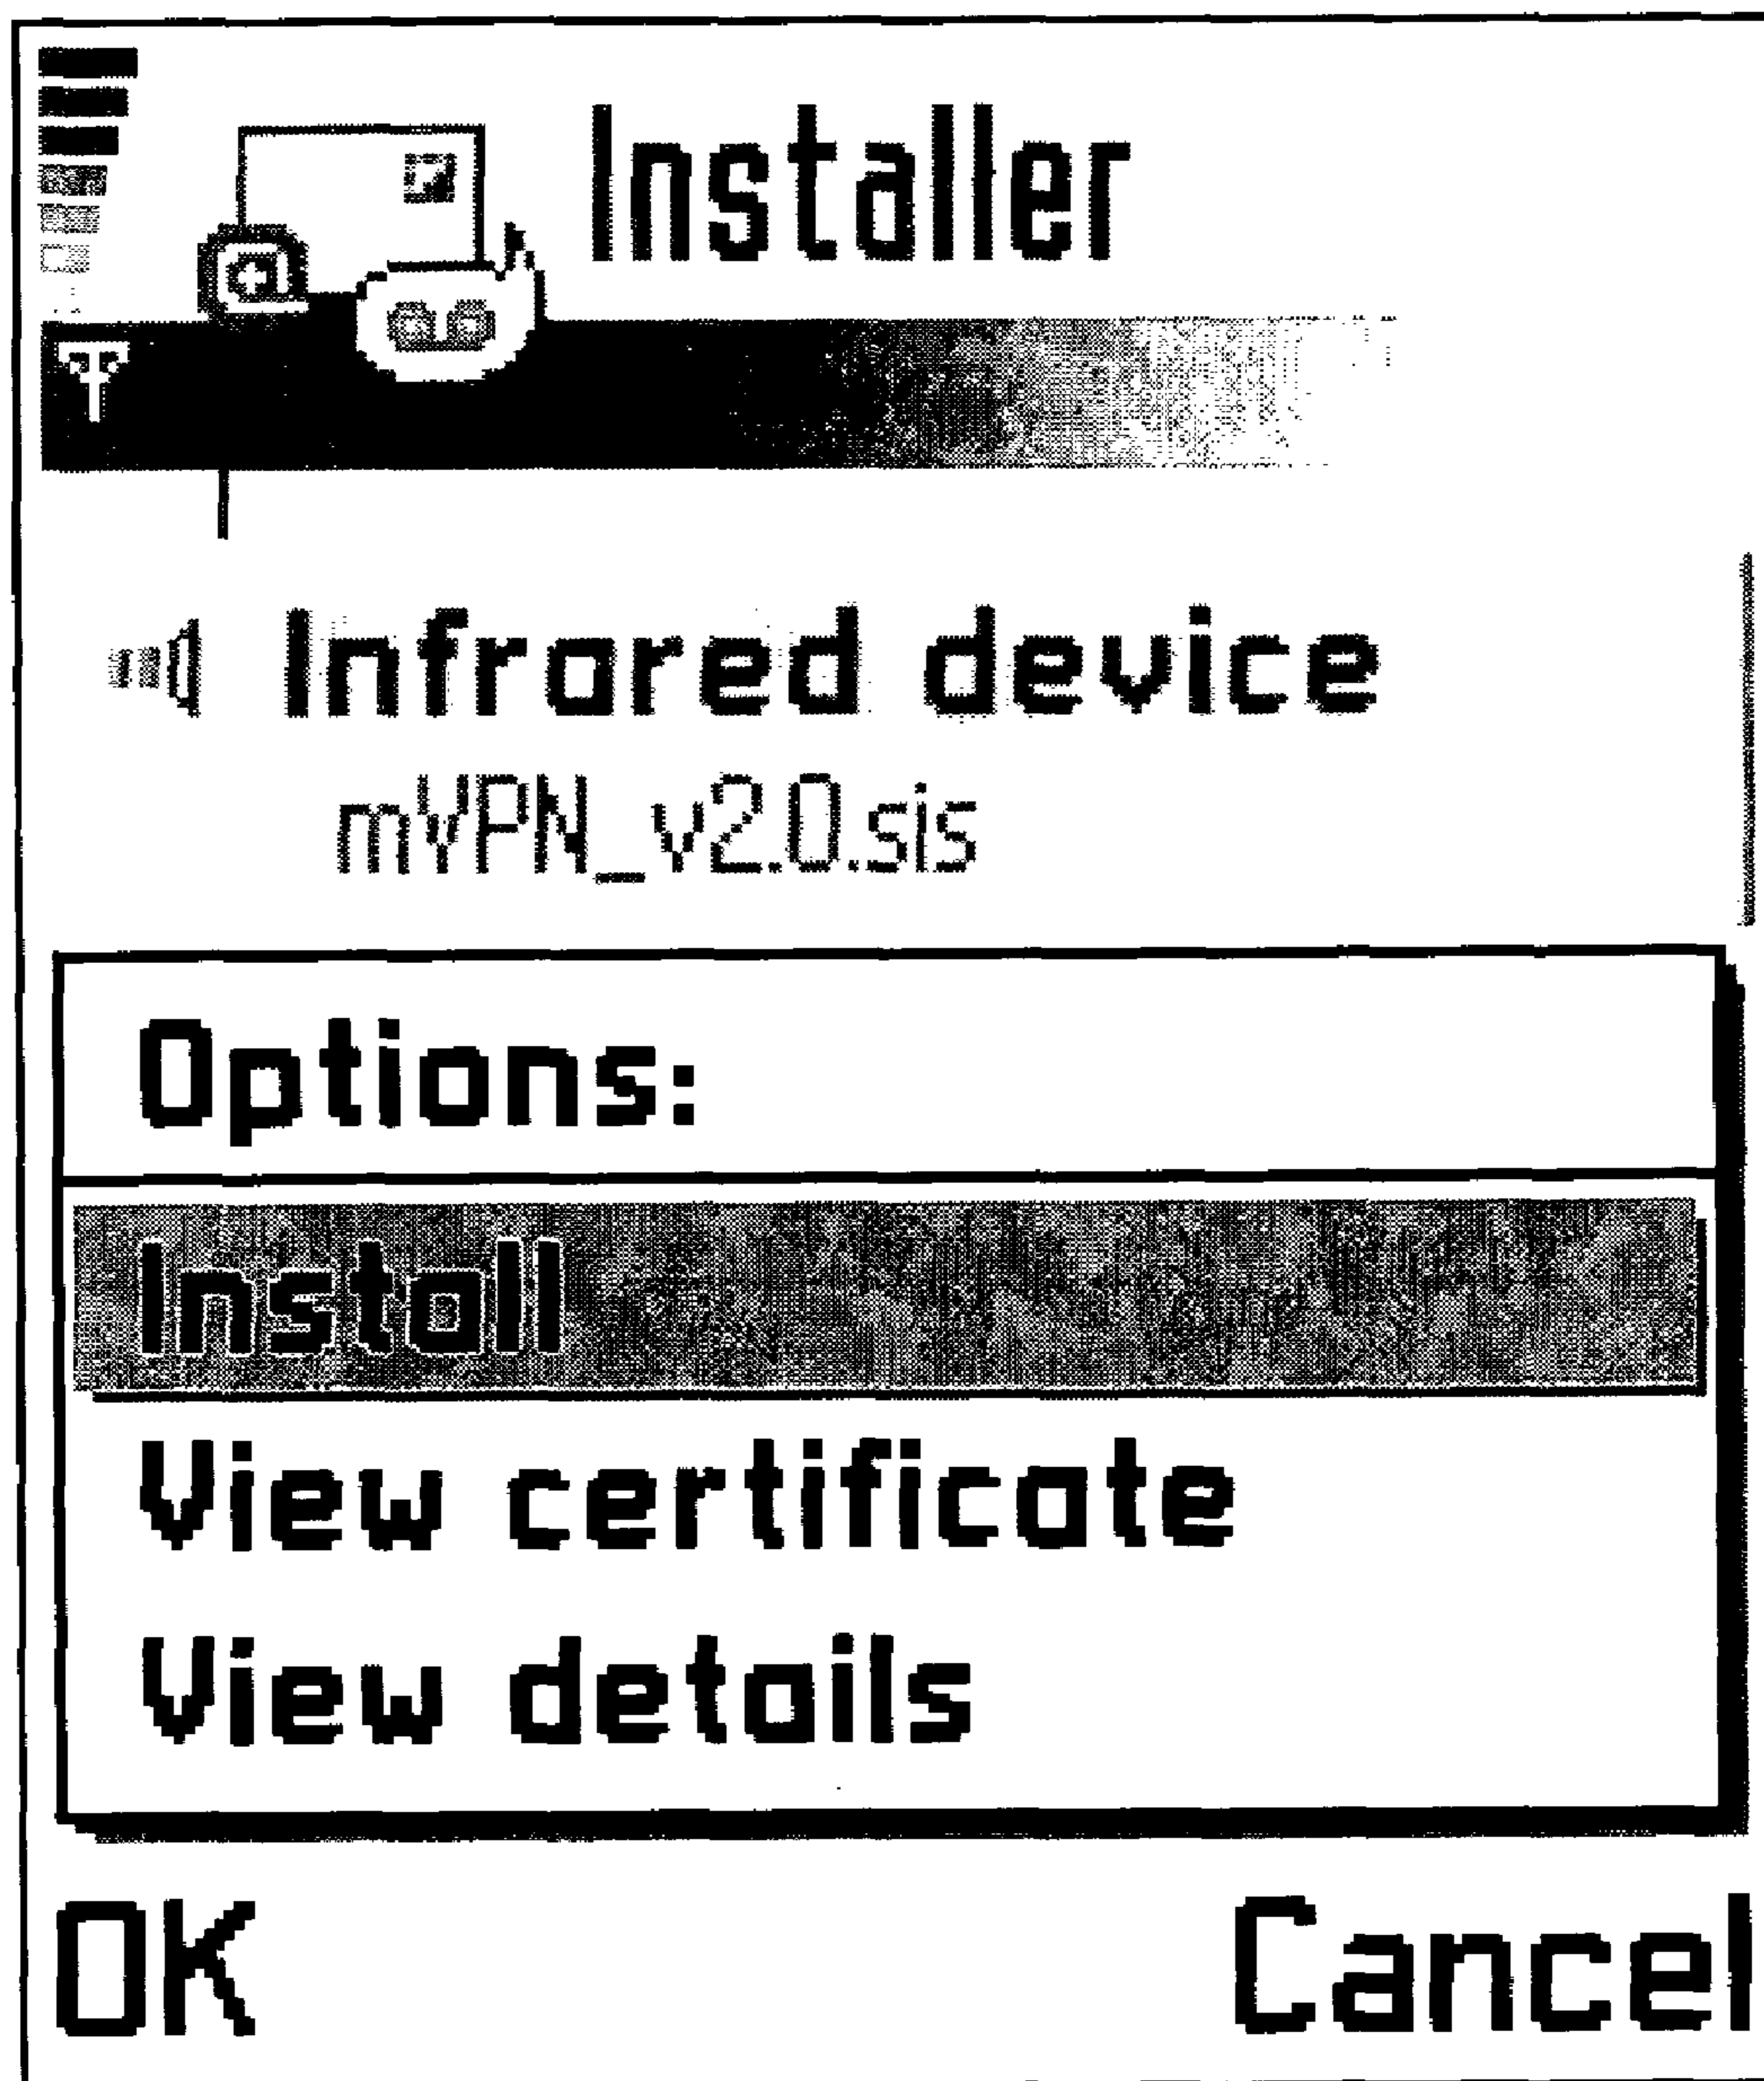 Installer
Infrared device
mVPN_v2.0.sis
Options:
Install
View certificate
View details
OK Cancel